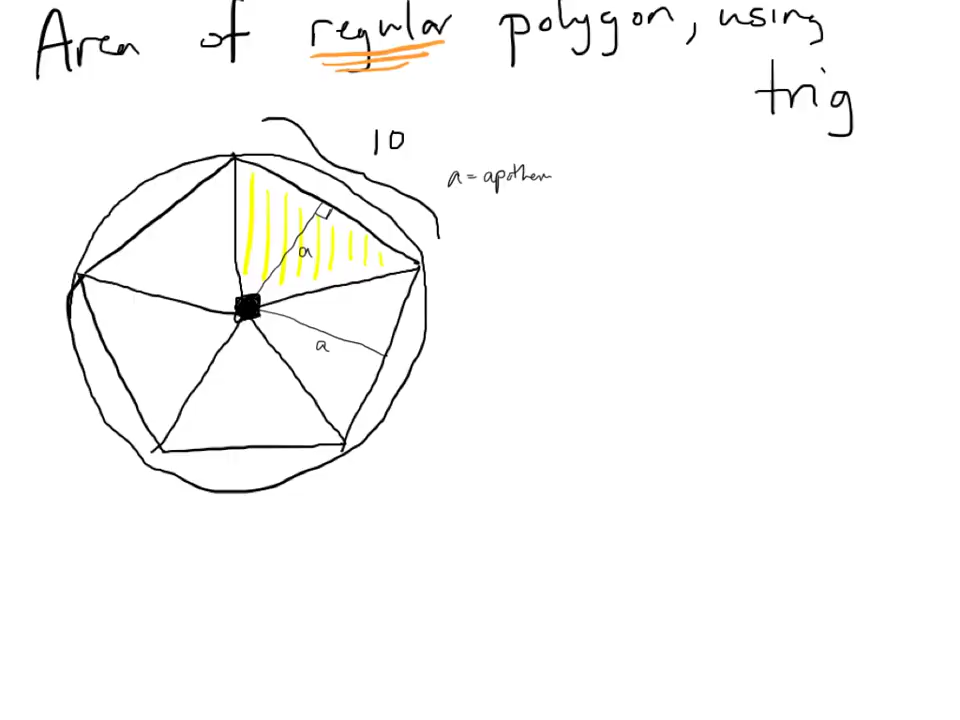 Area of regular polygon, using
trig
10
a = apothem
a
a